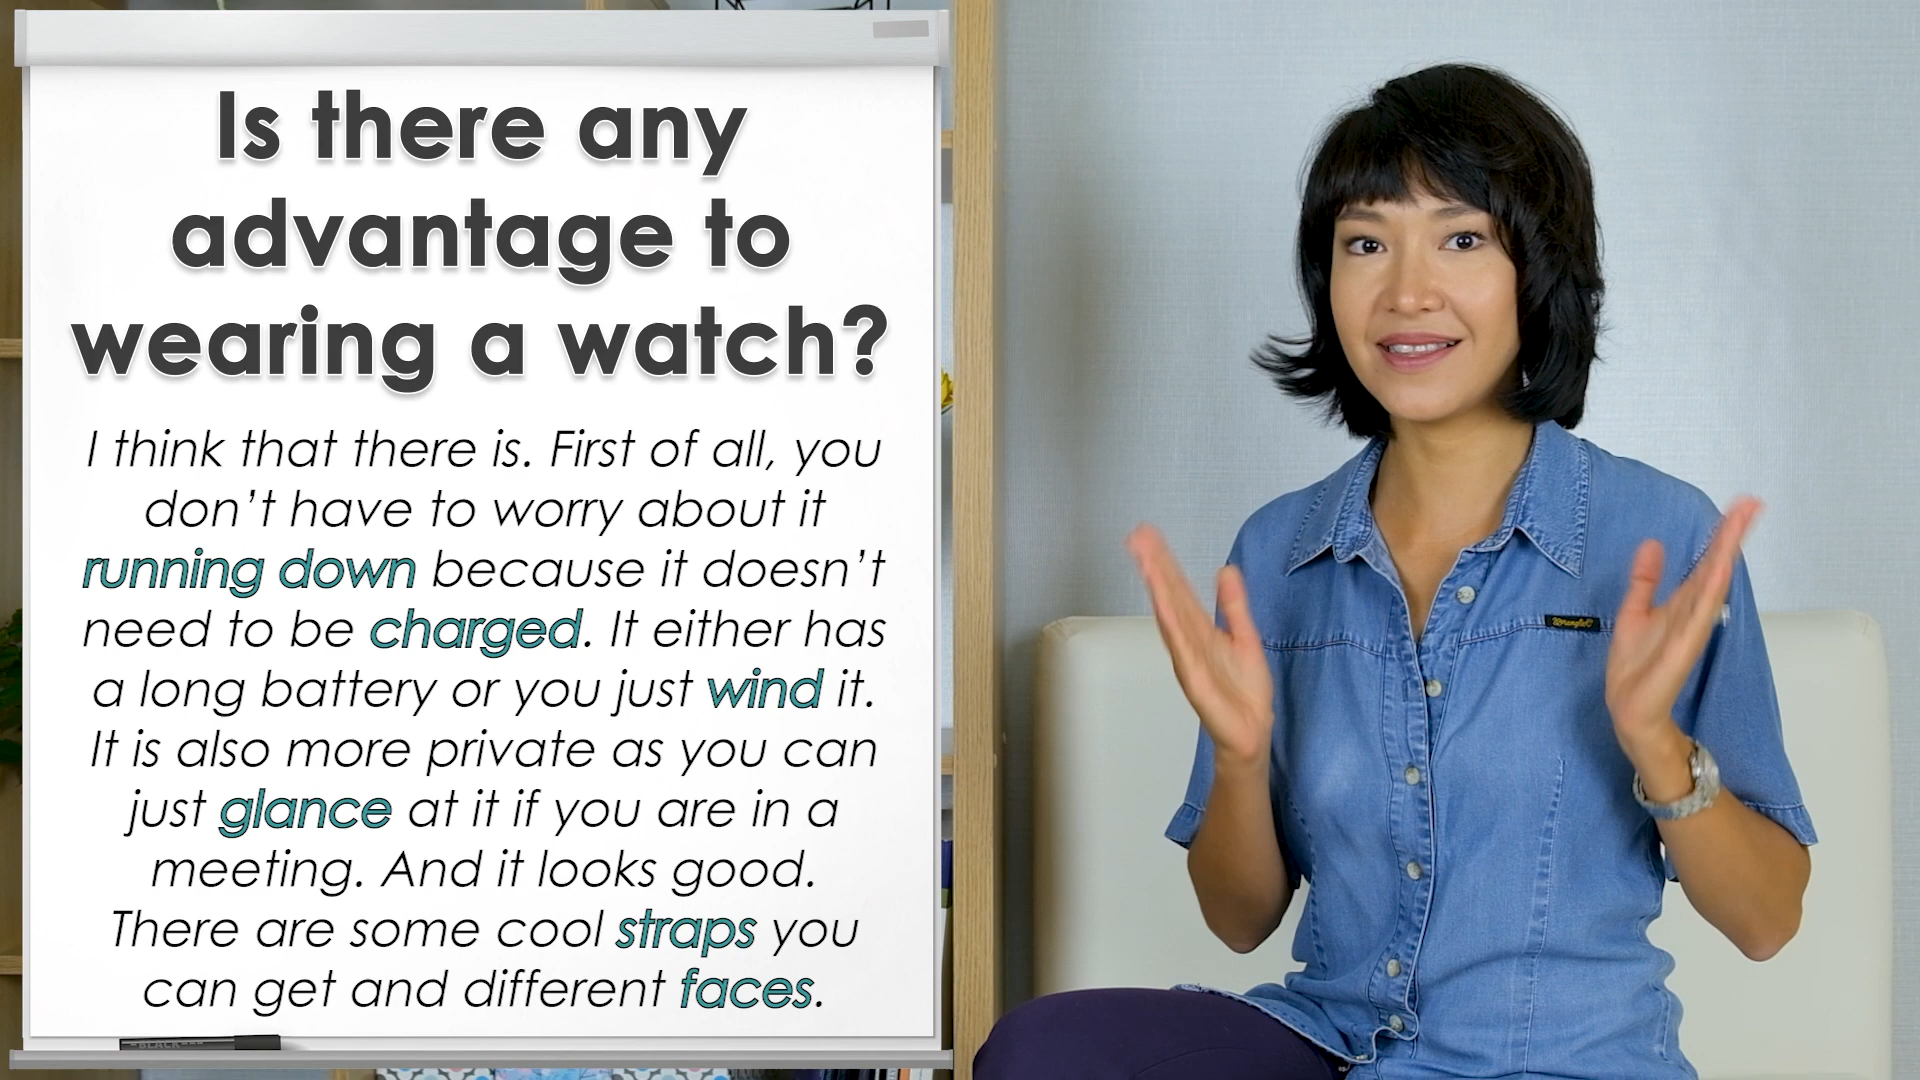 Is there any
advantage to
wearing a watch?
I think that there is. First of all, you
don't have to worry about it
running down because it doesn't
need to be charged. It either has
a long battery or you just wind it.
It is also more private as you can
just glance at it if you are in a
meeting. And it looks good.
There are some cool straps you
can get and different faces.
BLACK
Wrangler